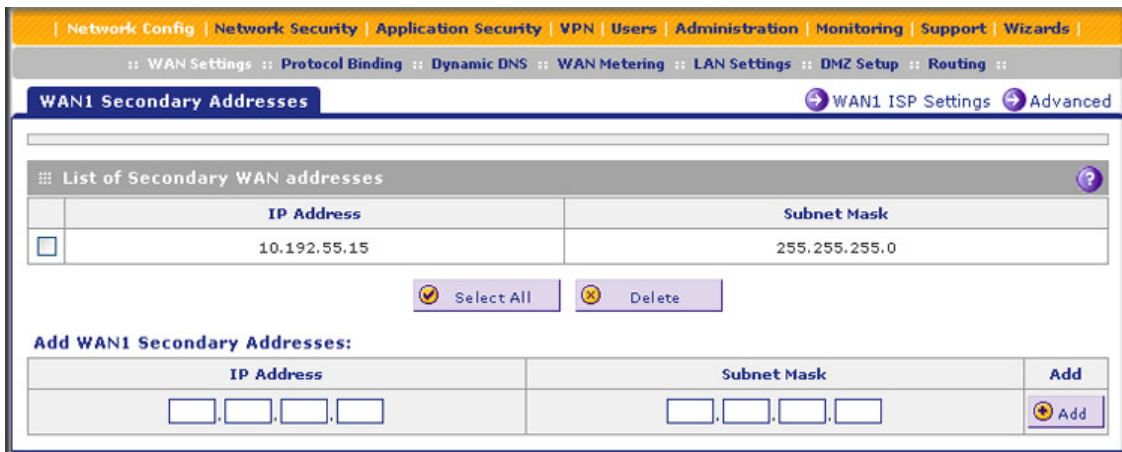 | Network Config | Network Security | Application Security | VPN | Users | Administration | Monitoring | Support | Wizards |
:: WAN Settings :: Protocol Binding :: Dynamic DNS :: WAN Metering :: LAN Settings :: DMZ Setup :: Routing ::
WAN1 Secondary Addresses WAN1 ISP Settings Advanced
List of Secondary WAN addresses ?
IP Address Subnet Mask
10.192.55.15 255.255.255.0
Select All Delete
Add WAN1 Secondary Addresses:
IP Address Subnet Mask Add
. . . . . . Add